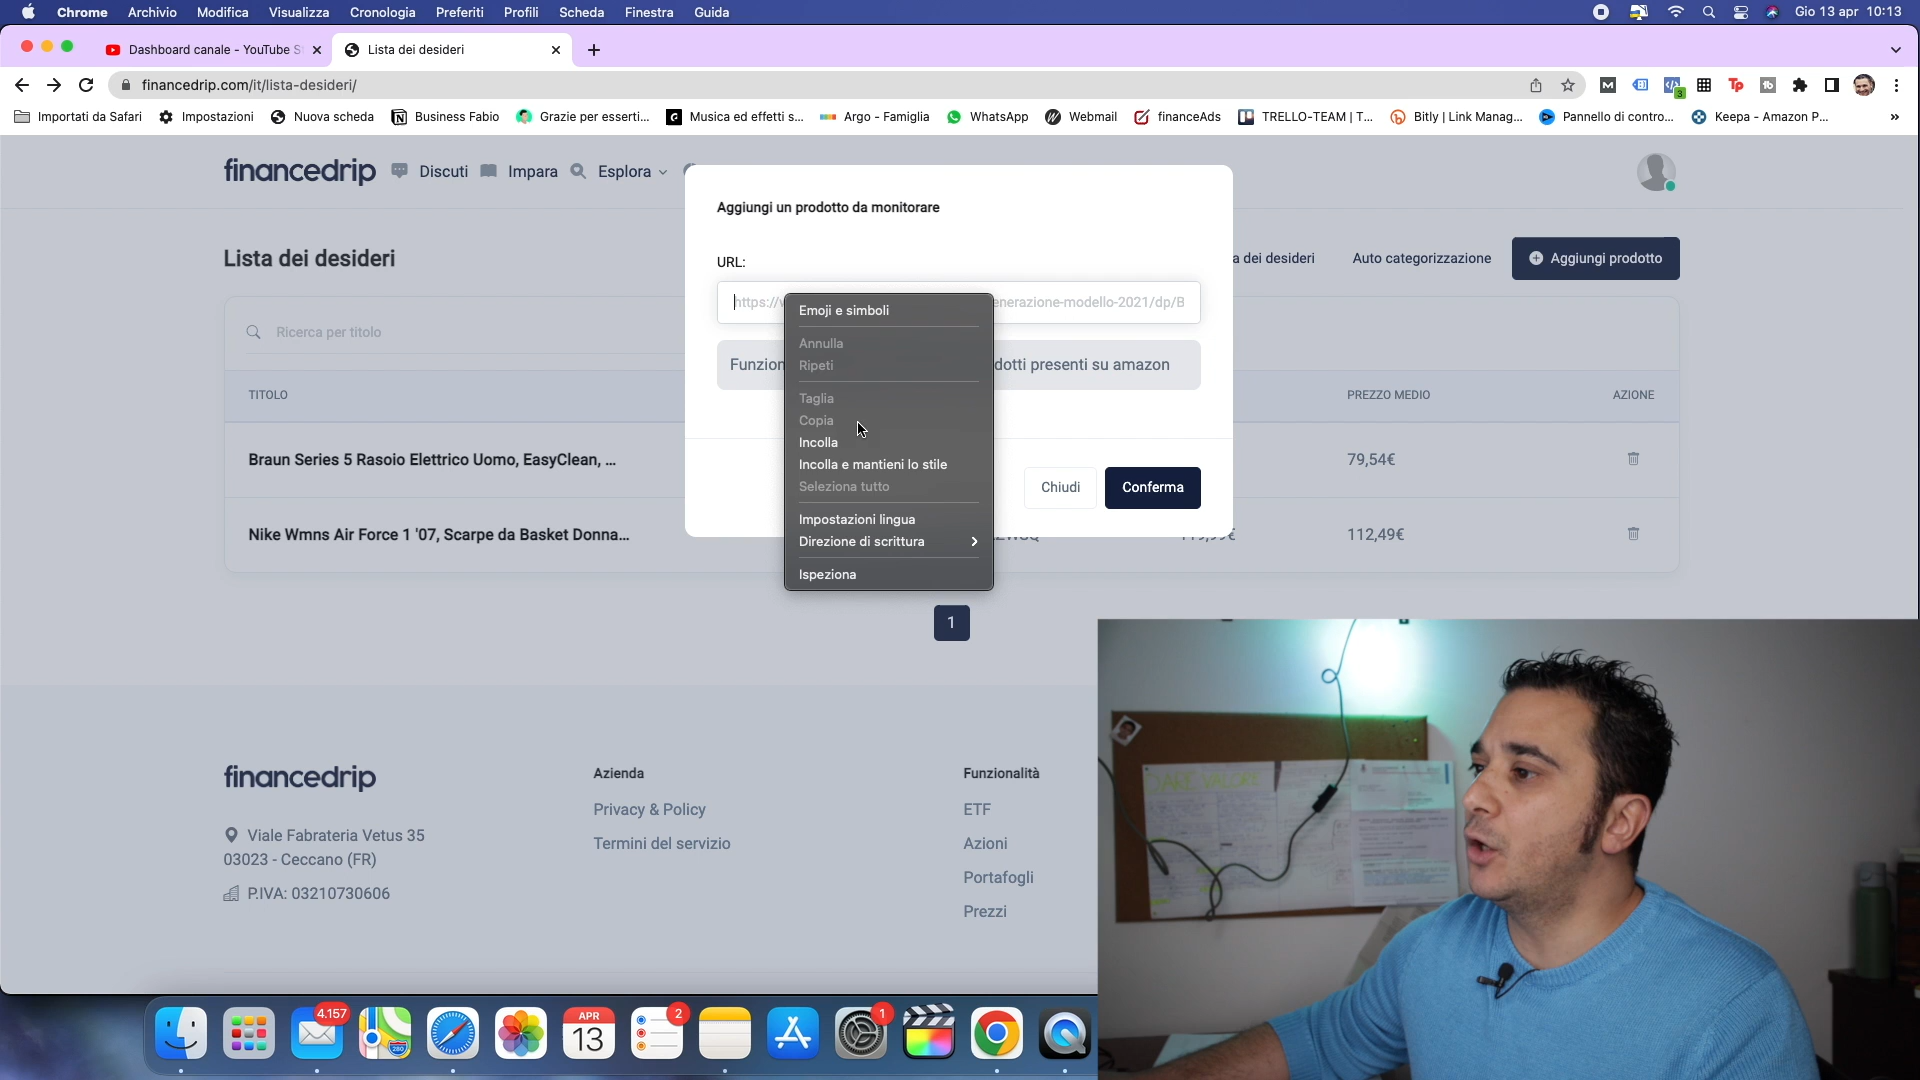 Chrome Archivio Modifica Visualizza Cronologia Preferiti Profili Scheda Finestra Guida Gio 13 apr 10:13
Dashboard canale - YouTube S Lista dei desideri
financedrip.com/it/lista-desideri/
Importati da Safari Impostazioni Nuova scheda Business Fabio Grazie per esserti... Musica ed effetti s... Argo - Famiglia WhatsApp Webmail financeAds TRELLO-TEAM | T... Bitly | Link Manag... Pannello di contro... Keepa - Amazon P... »
financedrip Discuti Impara Esplora
Aggiungi un prodotto da monitorare
Lista dei desideri
a dei desideri Auto categorizzazione Aggiungi prodotto
URL:
https://v enerazione-modello-2021/dp/B
Funzion dotti presenti su amazon
Emoji e simboli
Annulla
Ripeti
Taglia
Copia
Incolla
Incolla e mantieni lo stile
Seleziona tutto
Impostazioni lingua
Direzione di scrittura
Ispeziona
Chiudi Conferma
Ricerca per titolo
TITOLO PREZZO MEDIO AZIONE
Braun Series 5 Rasoio Elettrico Uomo, EasyClean, ... 79,54€
Nike Wmns Air Force 1 '07, Scarpe da Basket Donna... 112,49€
1
financedrip
Viale Fabrateria Vetus 35
03023 - Ceccano (FR)
P.IVA: 03210730606
Azienda
Privacy & Policy
Termini del servizio
Funzionalità
ETF
Azioni
Portafogli
Prezzi
DARE VALORE
4.157 APR 13 2 1